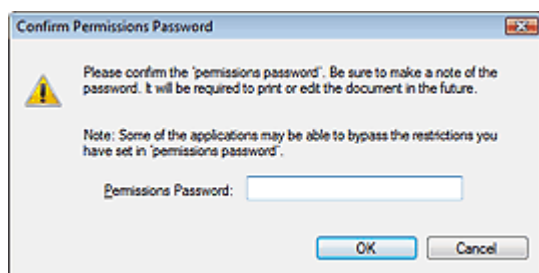 Confirm Permissions Password
Please confirm the 'permissions password'. Be sure to make a note of the
password. It will be required to print or edit the document in the future.
Note: Some of the applications may be able to bypass the restrictions you
have set in 'permissions password'.
Permissions Password:
OK Cancel